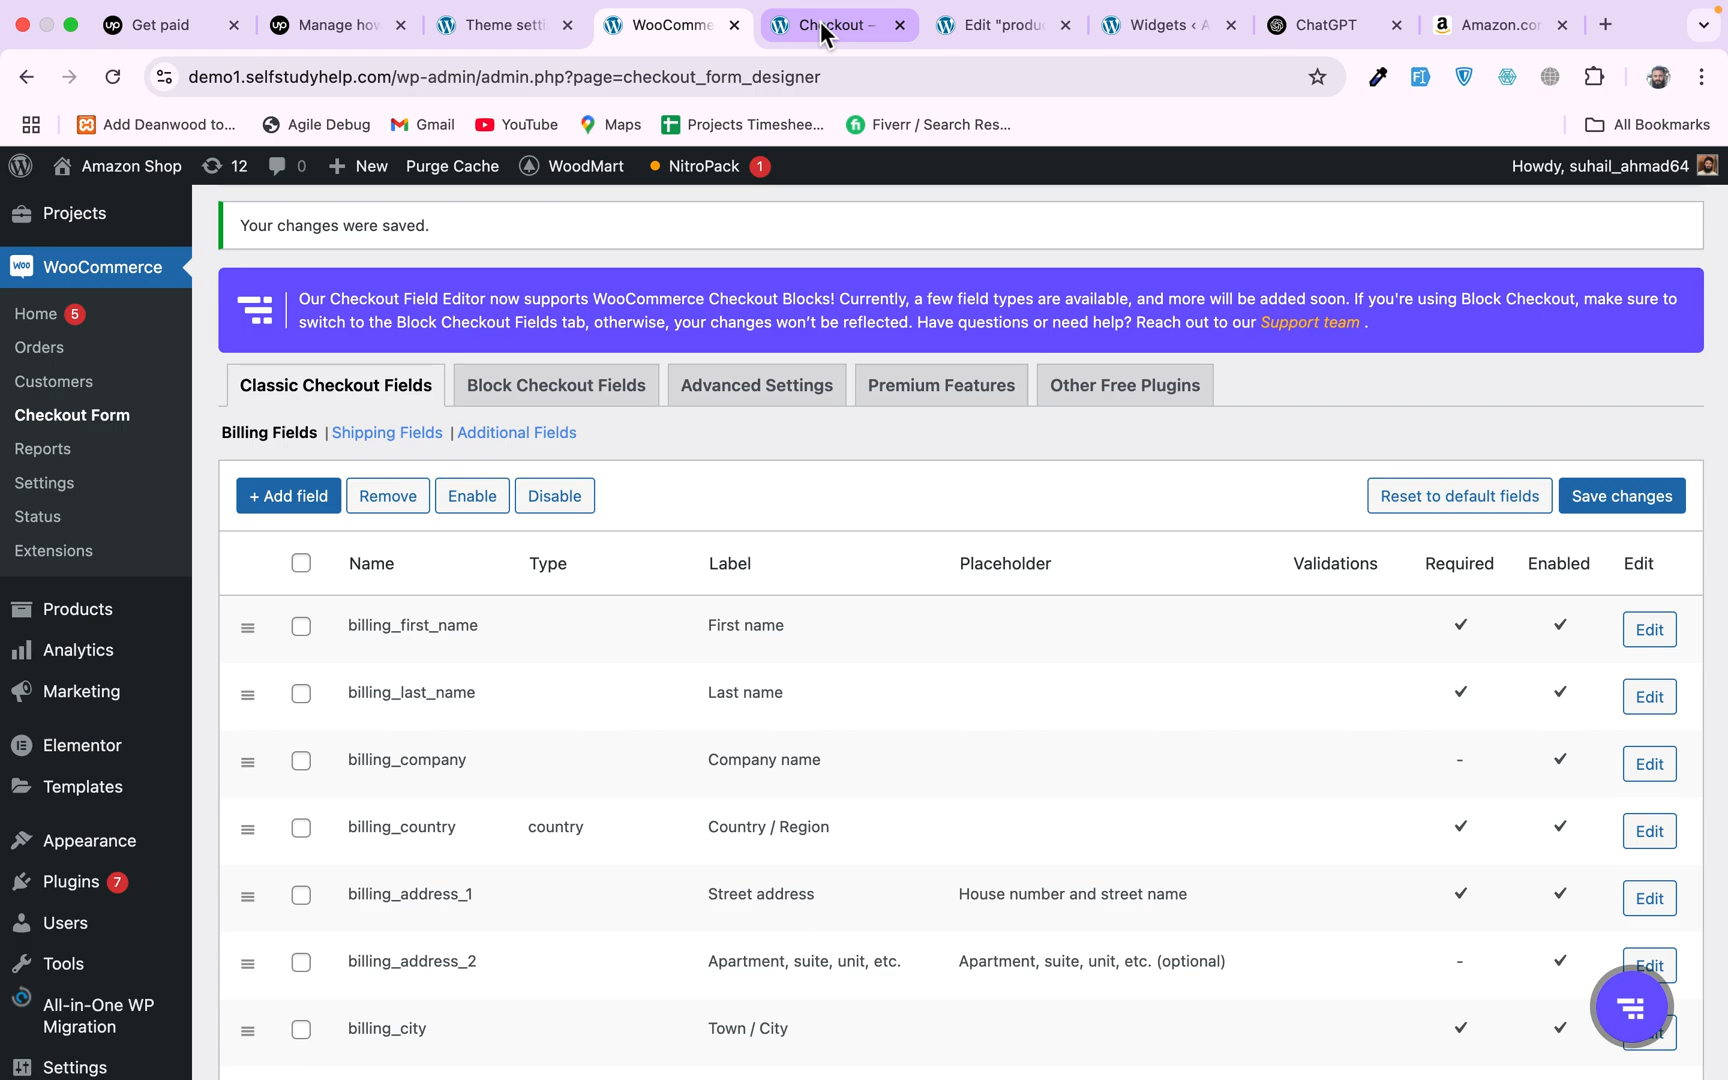 Get paid
Manage how
Theme setti
WooComme
Checkout –
Edit "produ
Widgets ‹ A
ChatGPT
Amazon.cor
demo1.selfstudyhelp.com/wp-admin/admin.php?page=checkout_form_designer
Add Deanwood to...
Agile Debug
Gmail
YouTube
Maps
Projects Timeshee...
Fiverr / Search Res...
All Bookmarks
Amazon Shop
12
0
New
Purge Cache
WoodMart
NitroPack 1
Howdy, suhail_ahmad64
Projects
WooCommerce
Home 5
Orders
Customers
Checkout Form
Reports
Settings
Status
Extensions
Products
Analytics
Marketing
Elementor
Templates
Appearance
Plugins 7
Users
Tools
All-in-One WP
Migration
Settings
Your changes were saved.
Our Checkout Field Editor now supports WooCommerce Checkout Blocks! Currently, a few field types are available, and more will be added soon. If you're using Block Checkout, make sure to
switch to the Block Checkout Fields tab, otherwise, your changes won’t be reflected. Have questions or need help? Reach out to our Support team .
Classic Checkout Fields
Block Checkout Fields
Advanced Settings
Premium Features
Other Free Plugins
Billing Fields | Shipping Fields | Additional Fields
+ Add field
Remove
Enable
Disable
Reset to default fields
Save changes
Name Type Label Placeholder Validations Required Enabled Edit
billing_first_name First name Edit
billing_last_name Last name Edit
billing_company Company name - Edit
billing_country country Country / Region Edit
billing_address_1 Street address House number and street name Edit
billing_address_2 Apartment, suite, unit, etc. Apartment, suite, unit, etc. (optional) - Edit
billing_city Town / City